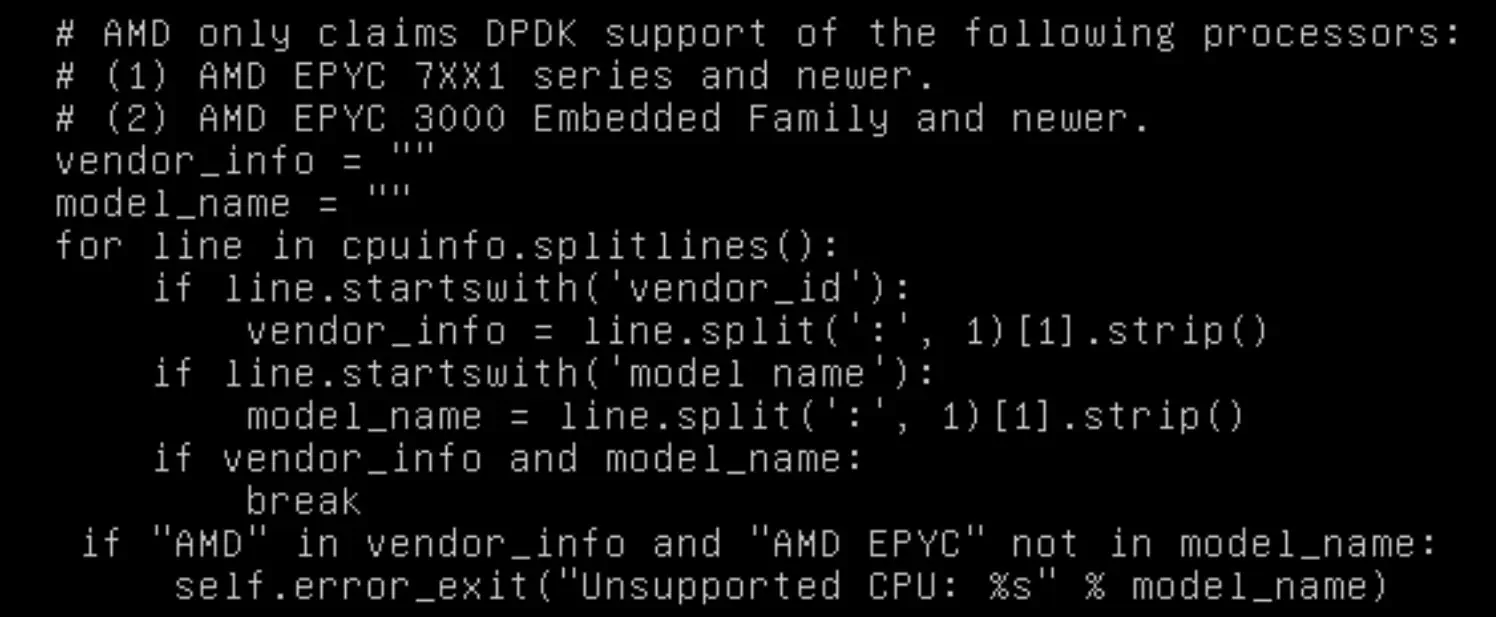 # AMD only claims DPDK support of the following processors:
# (1) AMD EPYC 7XX1 series and newer.
# (2) AMD EPYC 3000 Embedded Family and newer.
vendor_info = ""
model_name = ""
for line in cpuinfo.splitlines():
    if line.startswith('vendor_id'):
        vendor_info = line.split(':', 1)[1].strip()
    if line.startswith('model name'):
        model_name = line.split(':', 1)[1].strip()
    if vendor_info and model_name:
        break
 if "AMD" in vendor_info and "AMD EPYC" not in model_name:
     self.error_exit("Unsupported CPU: %s" % model_name)